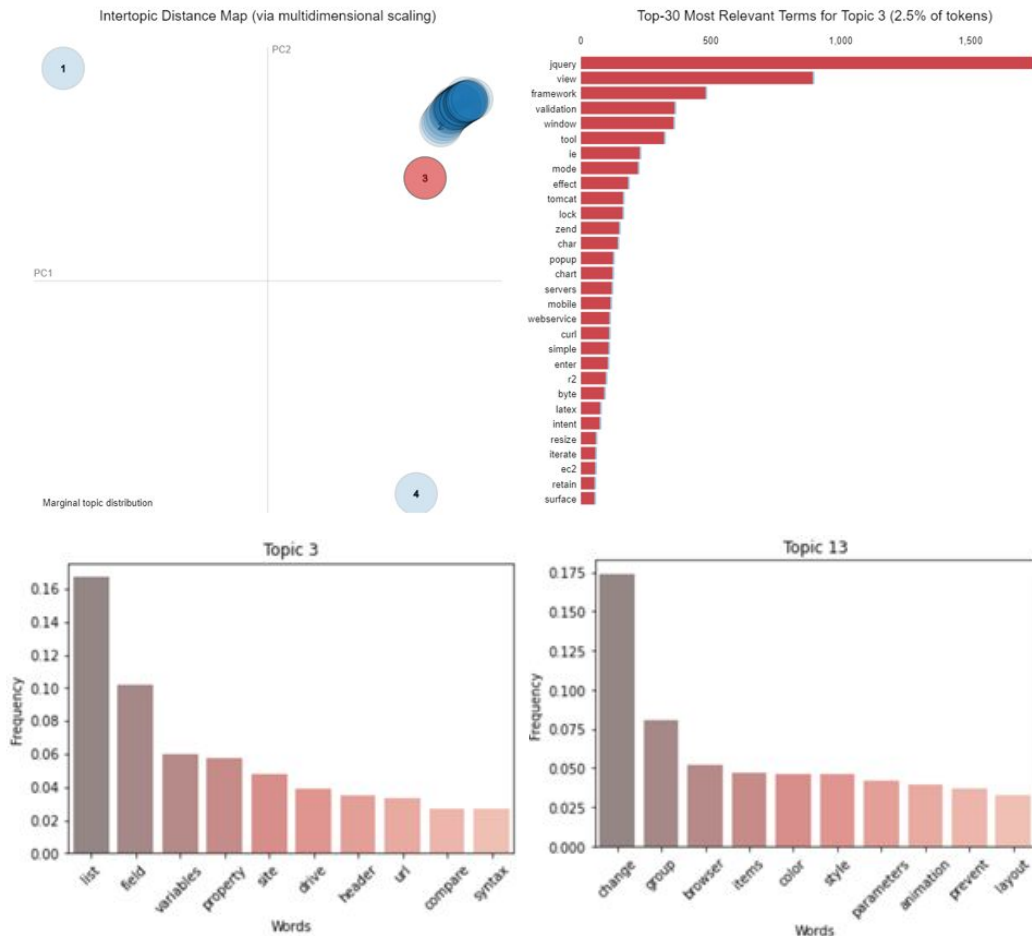 Intertopic Distance Map (via multidimensional scaling)
PC2
PC1
1
2
3
4
Marginal topic distribution
Top-30 Most Relevant Terms for Topic 3 (2.5% of tokens)
0 500 1,000 1,500
jquery
view
framework
validation
window
tool
ie
mode
effect
tomcat
lock
zend
char
popup
chart
servers
mobile
webservice
curl
simple
enter
r2
byte
latex
intent
resize
iterate
ec2
retain
surface
Topic 3
Frequency
0.16
0.14
0.12
0.10
0.08
0.06
0.04
0.02
0.00
list field variables property site drive header url compare syntax
Words
Topic 13
Frequency
0.175
0.150
0.125
0.100
0.075
0.050
0.025
0.000
change group browser items color style parameters animation prevent layout
Words